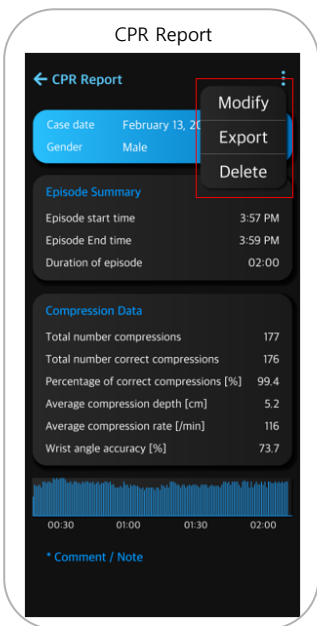 CPR Report
CPR Report
Modify
Export
Delete
Case date February 13, 20
Gender Male
Episode Summary
Episode start time 3:57 PM
Episode End time 3:59 PM
Duration of episode 02:00
Compression Data
Total number compressions 177
Total number correct compressions 176
Percentage of correct compressions [%] 99.4
Average compression depth [cm] 5.2
Average compression rate [/min] 116
Wrist angle accuracy [%] 73.7
00:30 01:00 01:30 02:00
* Comment / Note